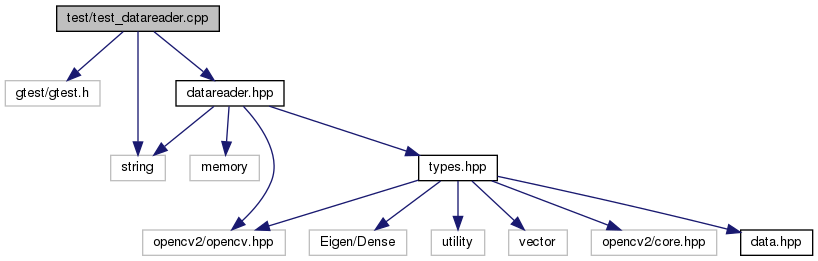 test/test_datareader.cpp
gtest/gtest.h
datareader.hpp
string
memory
types.hpp
opencv2/opencv.hpp
Eigen/Dense
utility
vector
opencv2/core.hpp
data.hpp